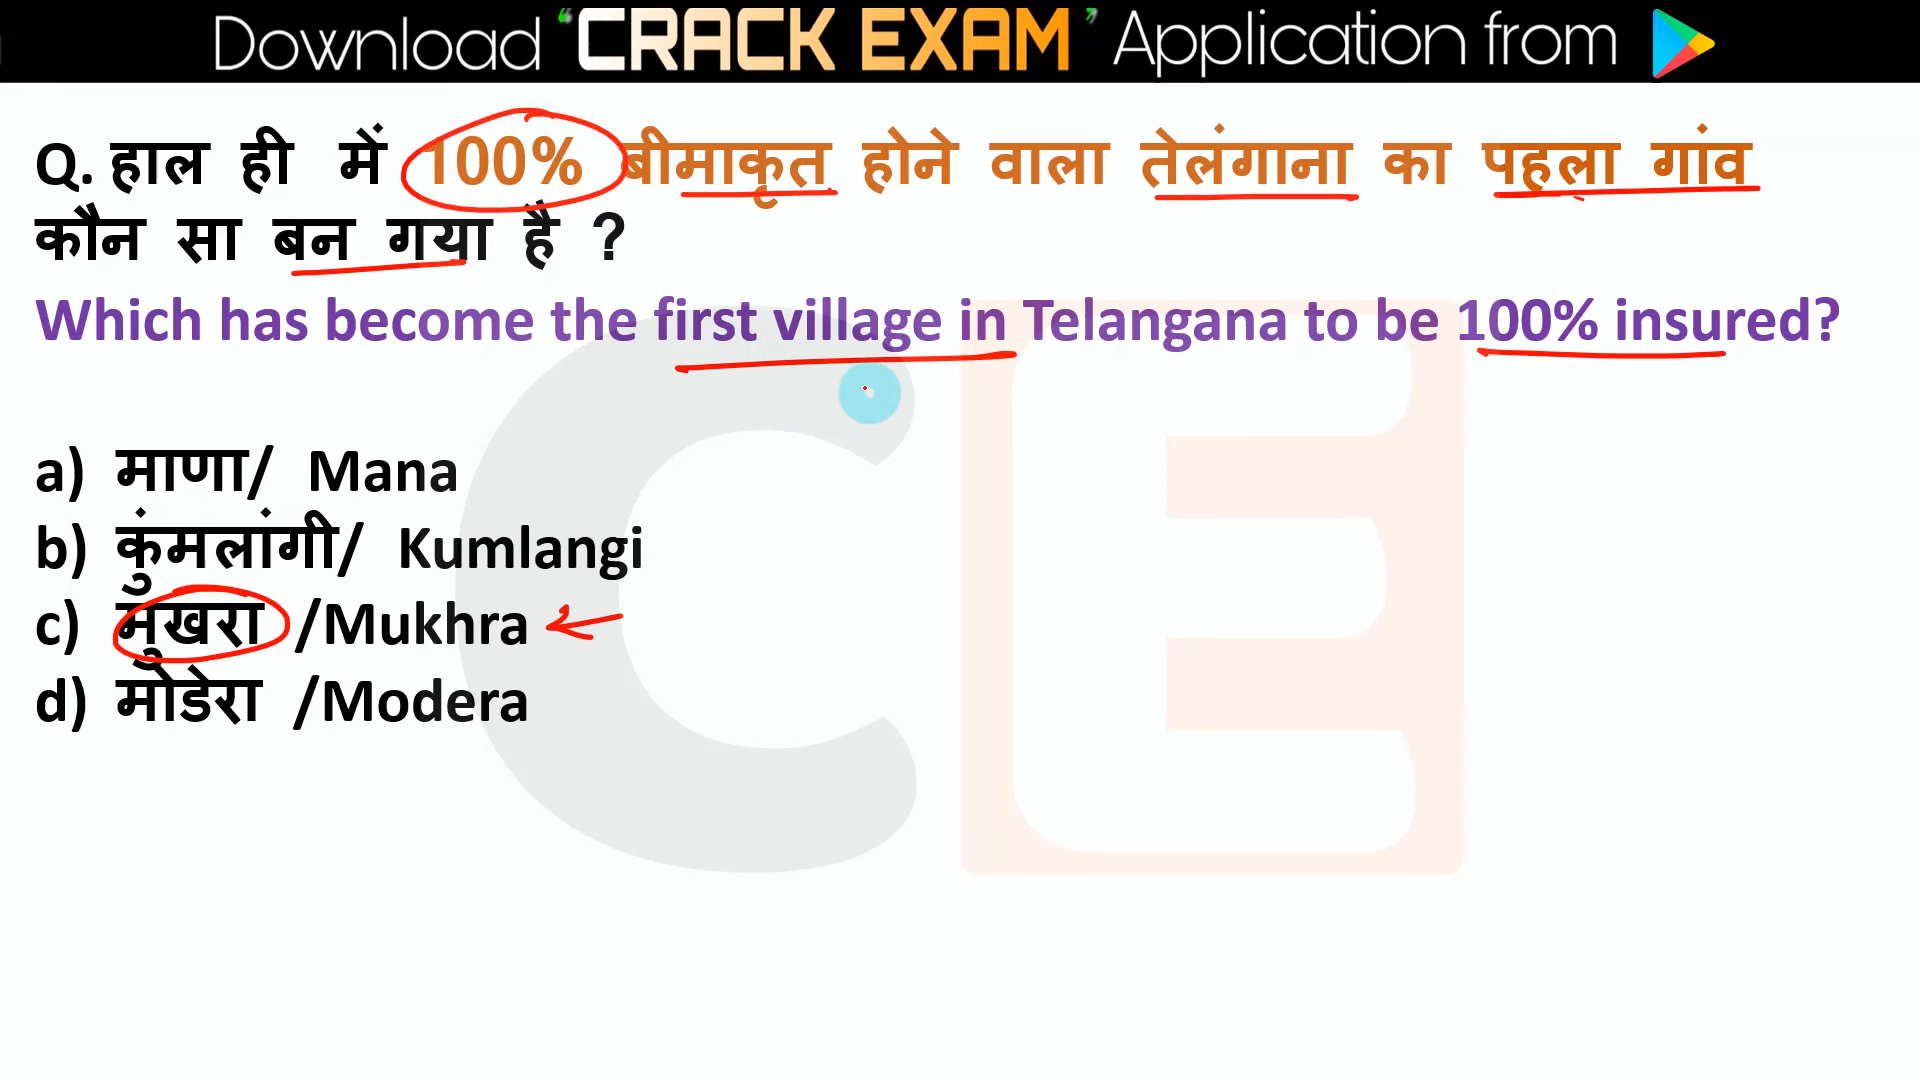 Download ‘CRACK EXAM’ Application from
Q. हाल ही में 100% बीमाकृत होने वाला तेलंगाना का पहला गांव
कौन सा बन गया है ?
Which has become the first village in Telangana to be 100% insured?
a) माणा/ Mana
b) कुंमलांगी/ Kumlangi
c) मुखरा /Mukhra
d) मोडेरा /Modera
CE